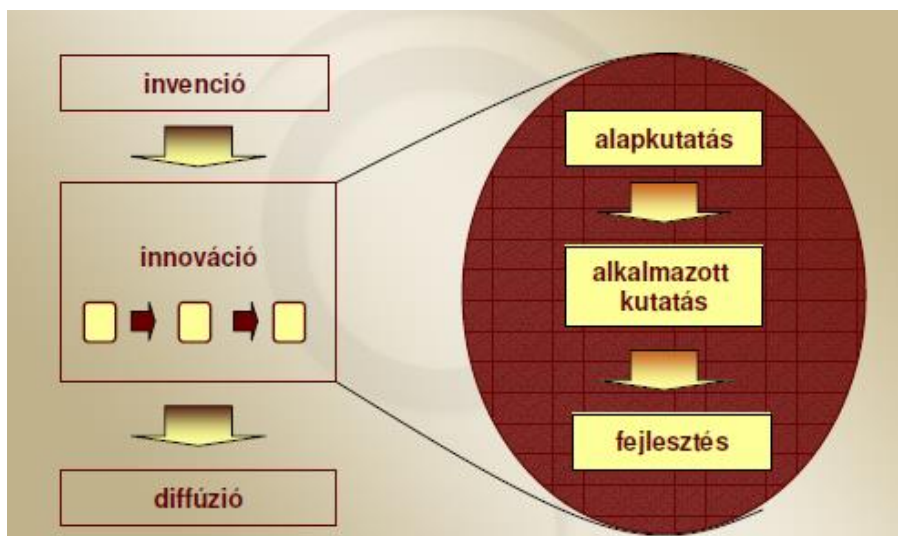 invenció
innováció
diffúzió
alapkutatás
alkalmazott
kutatás
fejlesztés